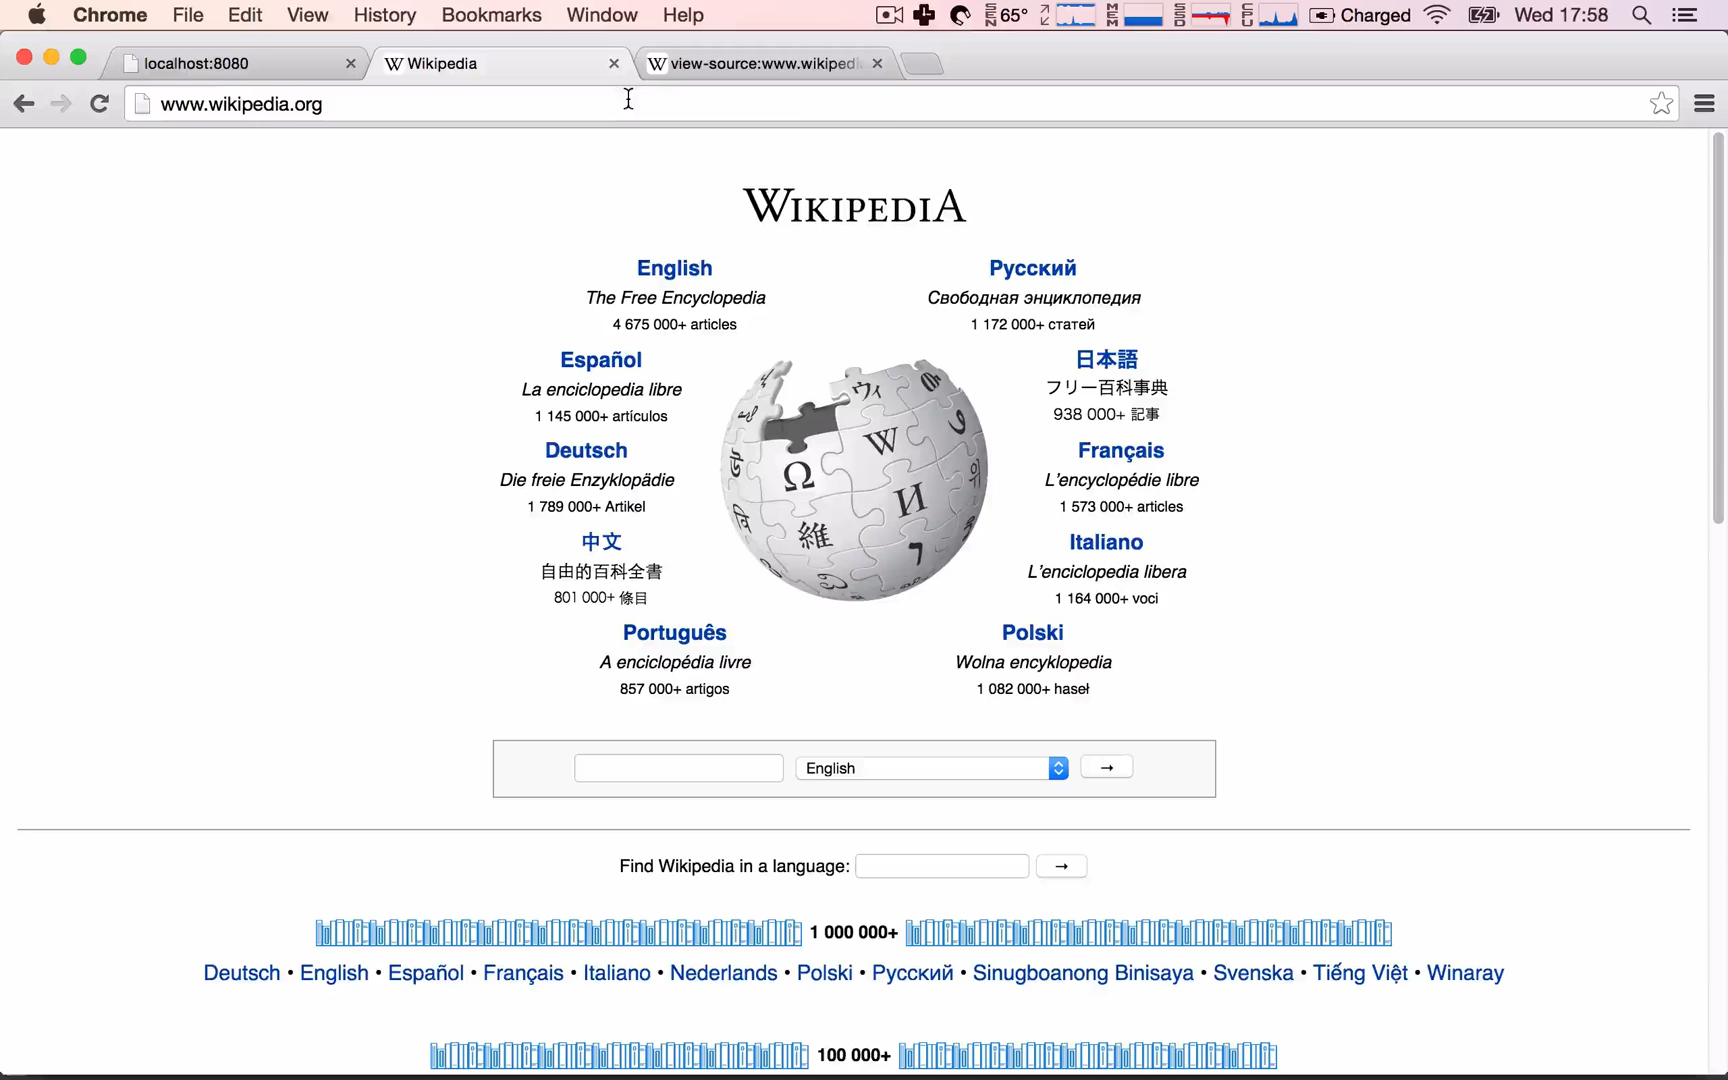 Chrome File Edit View History Bookmarks Window Help SEN 65° MEM SSD CPU Charged Wed 17:58
localhost:8080 Wikipedia view-source:www.wikiped
www.wikipedia.org
WIKIPEDIA
English
The Free Encyclopedia
4 675 000+ articles
Русский
Свободная энциклопедия
1 172 000+ статей
Español
La enciclopedia libre
1 145 000+ artículos
日本語
フリー百科事典
938 000+ 記事
Deutsch
Die freie Enzyklopädie
1 789 000+ Artikel
Français
L'encyclopédie libre
1 573 000+ articles
中文
自由的百科全書
801 000+ 條目
Italiano
L'enciclopedia libera
1 164 000+ voci
Português
A enciclopédia livre
857 000+ artigos
Polski
Wolna encyklopedia
1 082 000+ haseł
Ω W И 維 ウィ
English →
Find Wikipedia in a language: →
1 000 000+
Deutsch • English • Español • Français • Italiano • Nederlands • Polski • Русский • Sinugboanong Binisaya • Svenska • Tiếng Việt • Winaray
100 000+